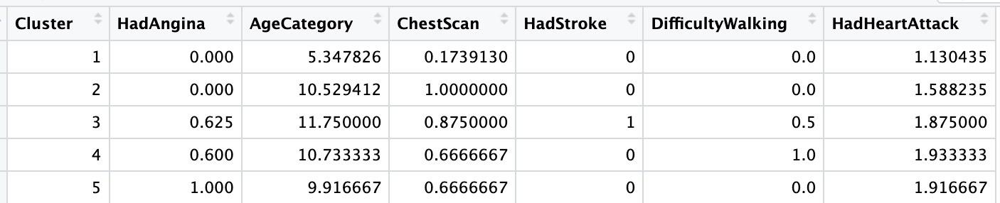 Cluster HadAngina AgeCategory ChestScan HadStroke DifficultyWalking HadHeartAttack
1 0.000 5.347826 0.1739130 0 0.0 1.130435
2 0.000 10.529412 1.0000000 0 0.0 1.588235
3 0.625 11.750000 0.8750000 1 0.5 1.875000
4 0.600 10.733333 0.6666667 0 1.0 1.933333
5 1.000 9.916667 0.6666667 0 0.0 1.916667